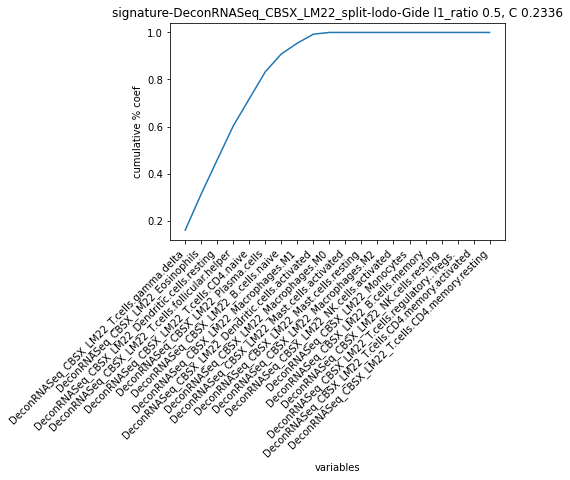 signature-DeconRNASeq_CBSX_LM22_split-lodo-Gide l1_ratio 0.5, C 0.2336
cumulative % coef
1.0
0.8
0.6
0.4
0.2
DeconRNASeq_CBSX_LM22_T.cells.gamma.delta
DeconRNASeq_CBSX_LM22_Eosinophils
DeconRNASeq_CBSX_LM22_Dendritic.cells.resting
DeconRNASeq_CBSX_LM22_T.cells.follicular.helper
DeconRNASeq_CBSX_LM22_T.cells.CD4.naive
DeconRNASeq_CBSX_LM22_Plasma.cells
DeconRNASeq_CBSX_LM22_B.cells.naive
DeconRNASeq_CBSX_LM22_Macrophages.M1
DeconRNASeq_CBSX_LM22_Dendritic.cells.activated
DeconRNASeq_CBSX_LM22_Macrophages.M0
DeconRNASeq_CBSX_LM22_Mast.cells.activated
DeconRNASeq_CBSX_LM22_Mast.cells.resting
DeconRNASeq_CBSX_LM22_Macrophages.M2
DeconRNASeq_CBSX_LM22_NK.cells.activated
DeconRNASeq_CBSX_LM22_Monocytes
DeconRNASeq_CBSX_LM22_B.cells.memory
DeconRNASeq_CBSX_LM22_NK.cells.resting
DeconRNASeq_CBSX_LM22_T.cells.regulatory..Tregs.
DeconRNASeq_CBSX_LM22_T.cells.CD4.memory.activated
DeconRNASeq_CBSX_LM22_T.cells.CD4.memory.resting
variables